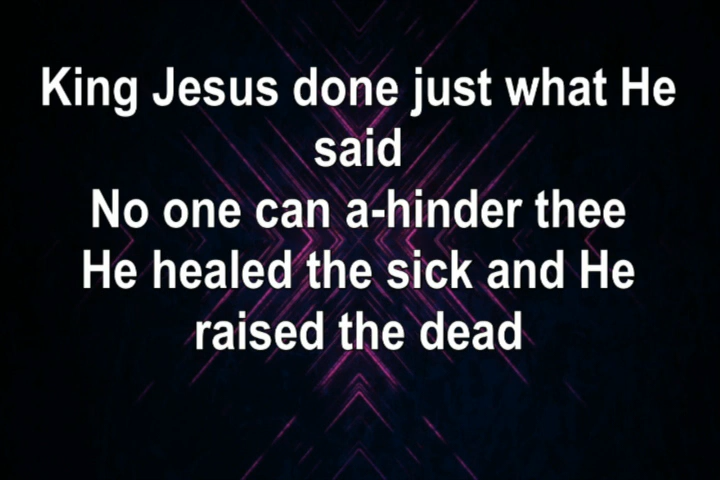 King Jesus done just what He
said
No one can a-hinder thee
He healed the sick and He
raised the dead